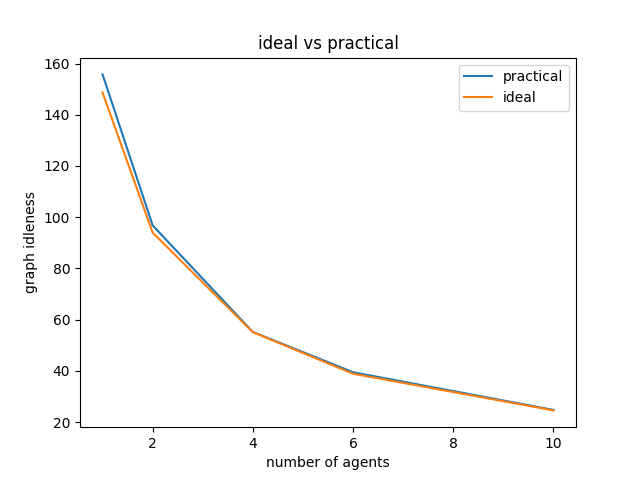 ideal vs practical
160
140
120
100
80
60
40
20
graph idleness
practical
ideal
2 4 6 8 10
number of agents